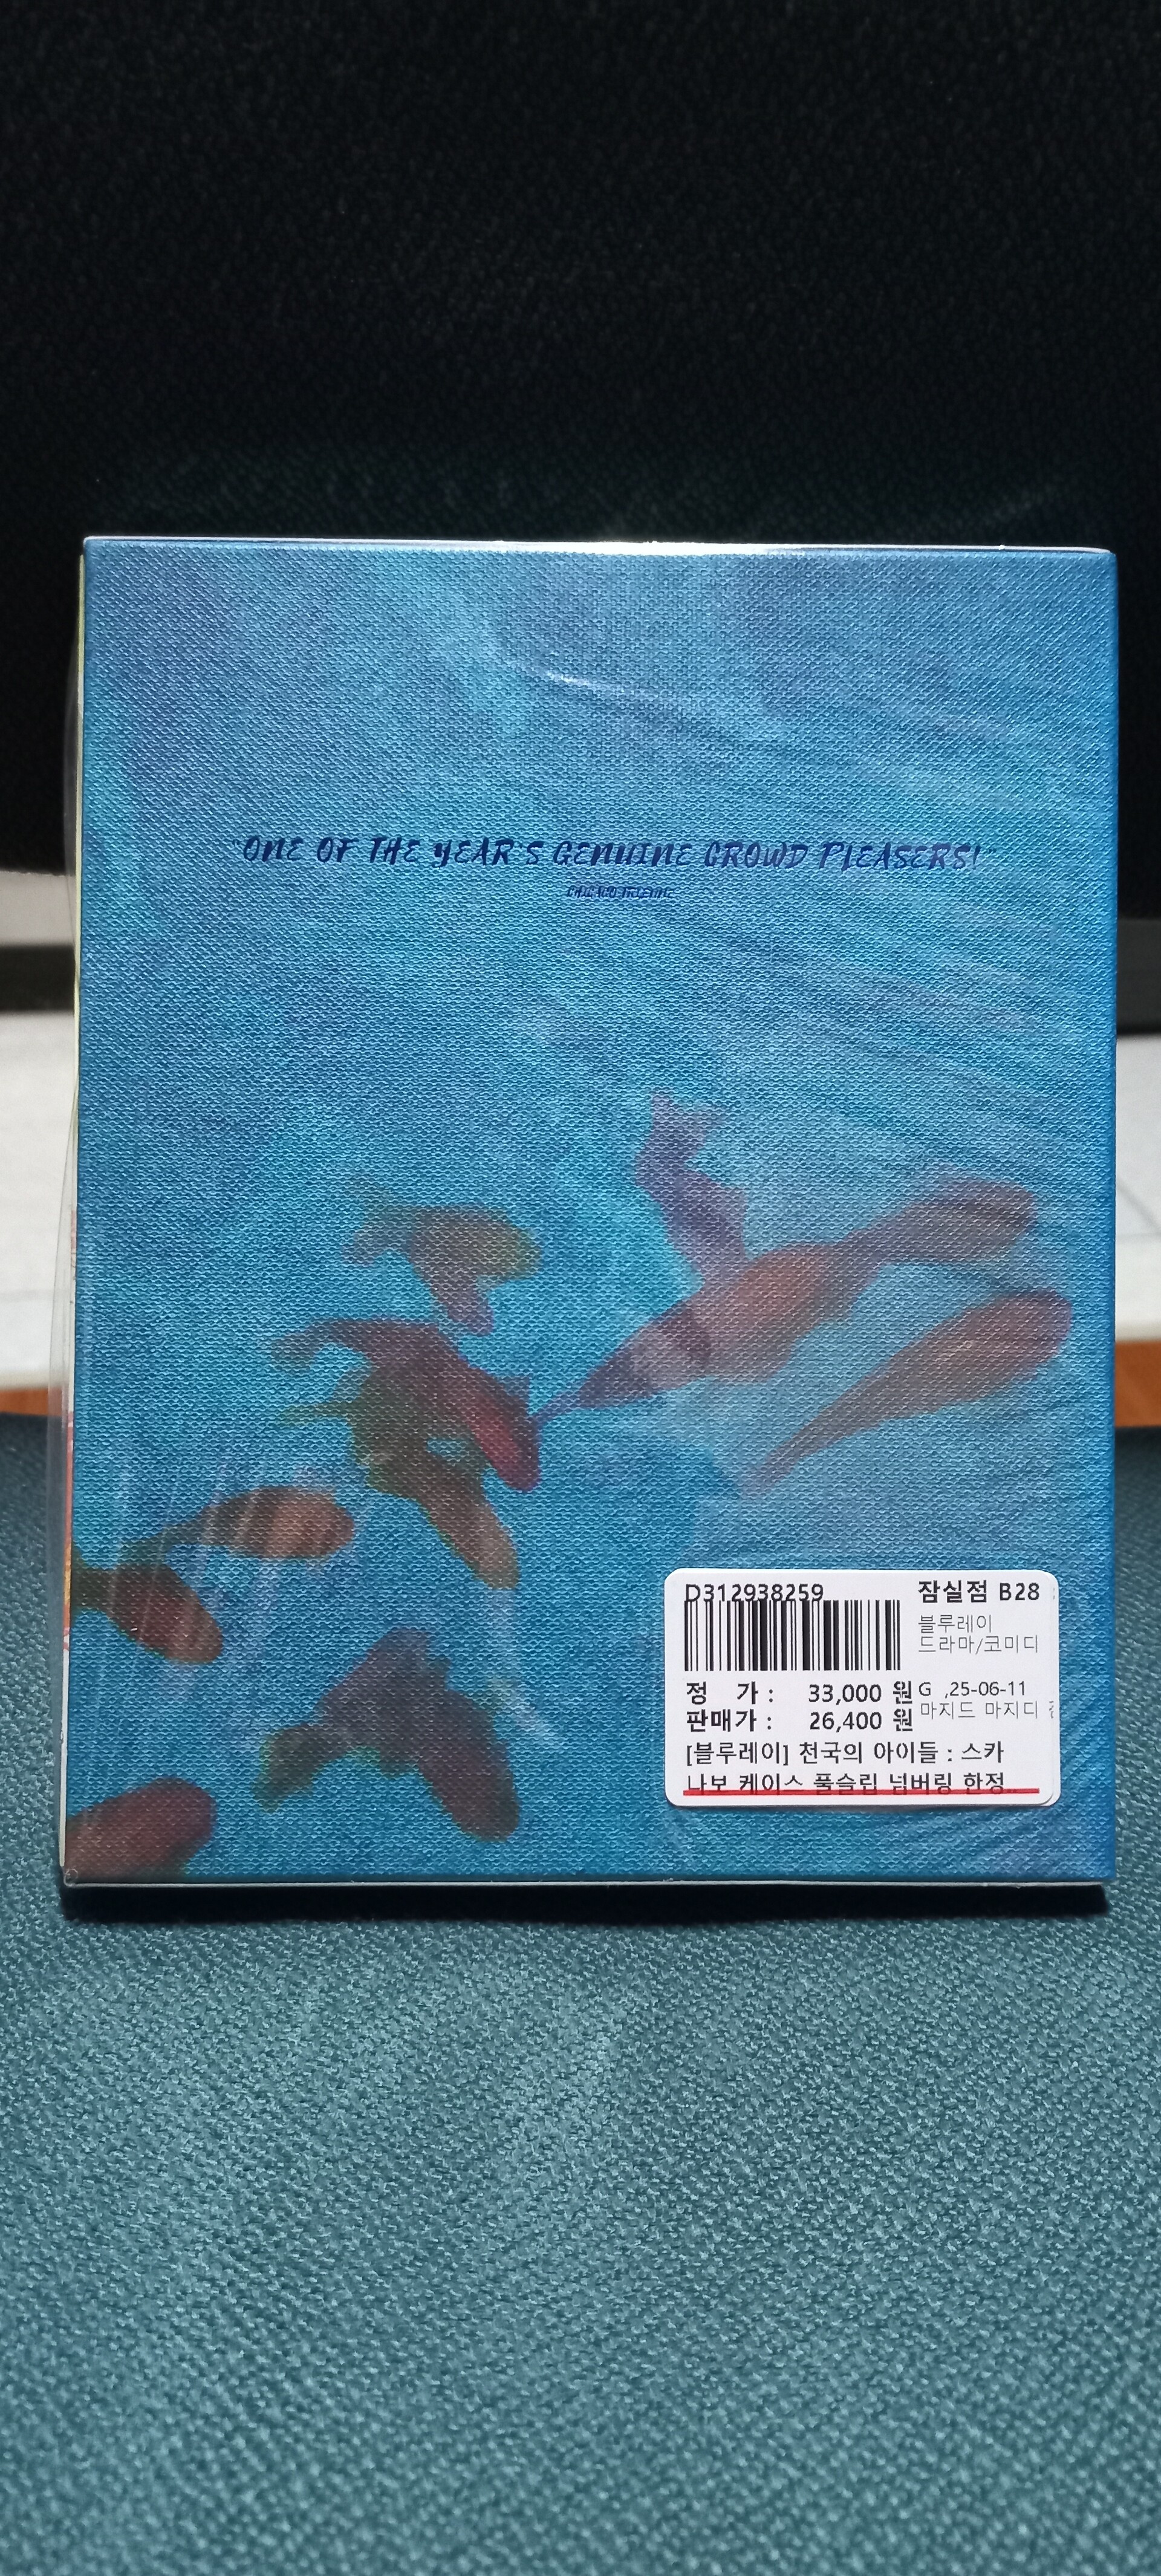 "ONE OF THE YEAR'S GENUINE CROWD PLEASERS!"
CHICAGO TRIBUNE
D312938259
잠실점 B28
블루레이
드라마/코미디
정 가 : 33,000 원
G ,25-06-11
판매가 : 26,400 원
마지드 마지디
[블루레이] 천국의 아이들 : 스카
나보 케이스 풀슬립 넘버링 한정..